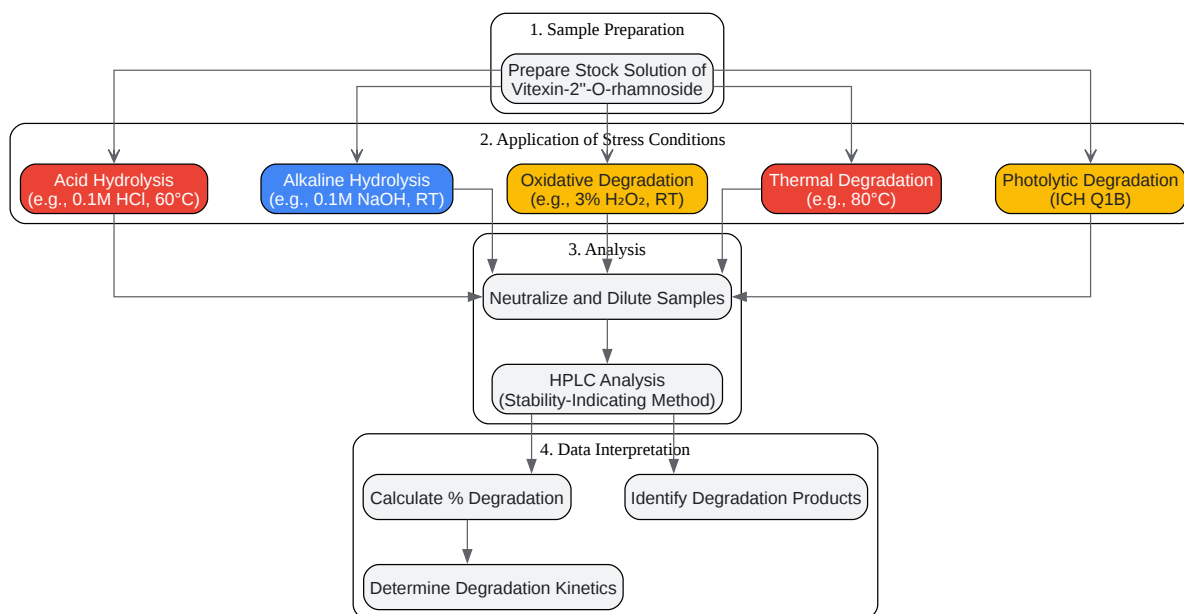 1. Sample Preparation
Prepare Stock Solution of
Vitexin-2"-O-rhamnoside
2. Application of Stress Conditions
Acid Hydrolysis
(e.g., 0.1M HCl, 60°C)
Alkaline Hydrolysis
(e.g., 0.1M NaOH, RT)
Oxidative Degradation
(e.g., 3% H₂O₂, RT)
Thermal Degradation
(e.g., 80°C)
Photolytic Degradation
(ICH Q1B)
3. Analysis
Neutralize and Dilute Samples
HPLC Analysis
(Stability-Indicating Method)
4. Data Interpretation
Calculate % Degradation
Identify Degradation Products
Determine Degradation Kinetics